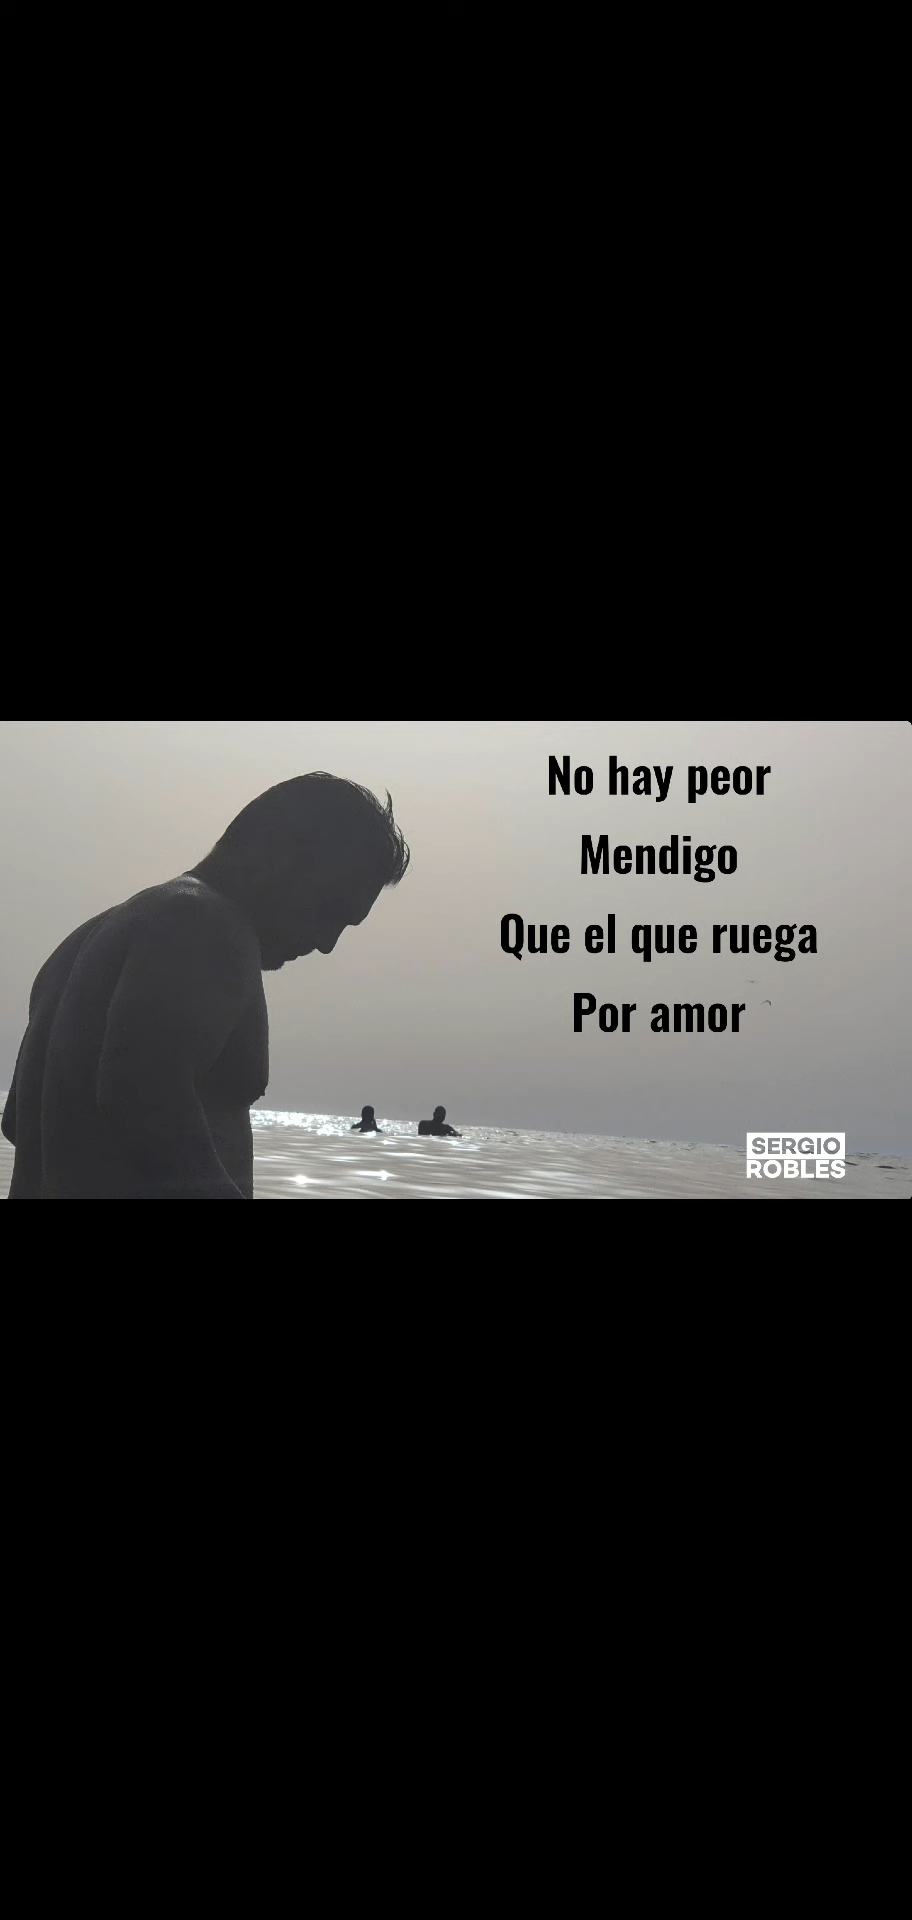 No hay peor
Mendigo
Que el que ruega
Por amor
SERGIO
ROBLES